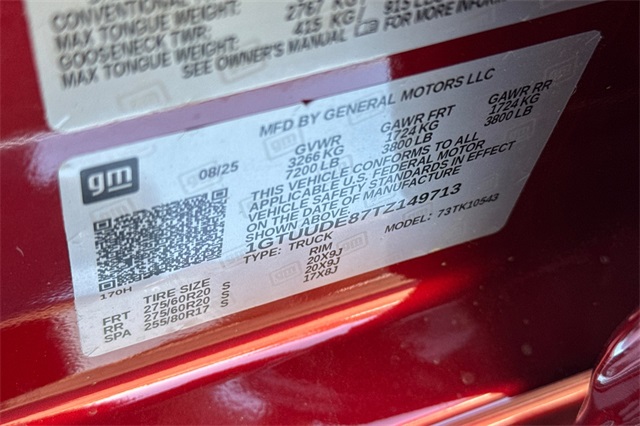 CONVENTIONAL 2767 KG
MAX TONGUE WEIGHT:
GOOSENECK TWR: 415 KG
MAX TONGUE WEIGHT:
SEE OWNER'S MANUAL FOR MORE INFORMATION
MFD BY GENERAL MOTORS LLC
gm
08/25
GVWR GAWR FRT GAWR RR
3266 KG 1724 KG 1724 KG
7200 LB 3800 LB 3800 LB
THIS VEHICLE CONFORMS TO ALL
APPLICABLE U.S. FEDERAL MOTOR
VEHICLE SAFETY STANDARDS IN EFFECT
ON THE DATE OF MANUFACTURE
SHOWN ABOVE.
1GTUUDE87TZ149713
TYPE: TRUCK MODEL: 73TK10543
170H
TIRE SIZE RIM
FRT 275/60R20 S 20X9J
RR 275/60R20 S 20X9J
SPA 255/80R17 S 17X8J